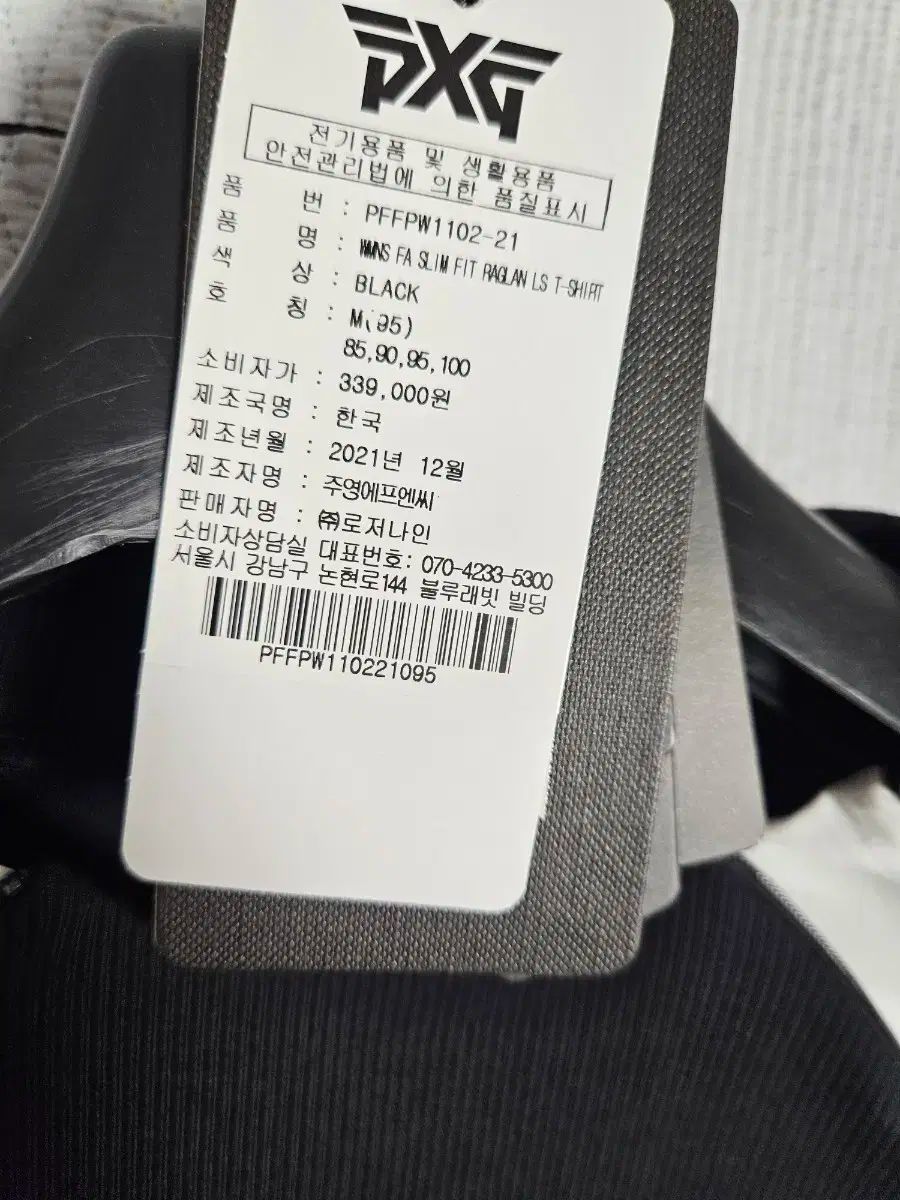 PXG
전기용품 및 생활용품
안전관리법에 의한 품질표시
품 번 : PFFPW1102-21
품 명 : WMNS FA SLIM FIT RAGLAN LS T-SHIRT
색 상 : BLACK
호 칭 : M(95)
85,90,95,100
소비자가 : 339,000원
제조국명 : 한국
제조년월 : 2021년 12월
제조자명 : 주영에프엔씨
판매자명 : ㈜로저나인
소비자상담실 대표번호: 070-4233-5300
서울시 강남구 논현로144 블루래빗 빌딩
PFFPW110221095